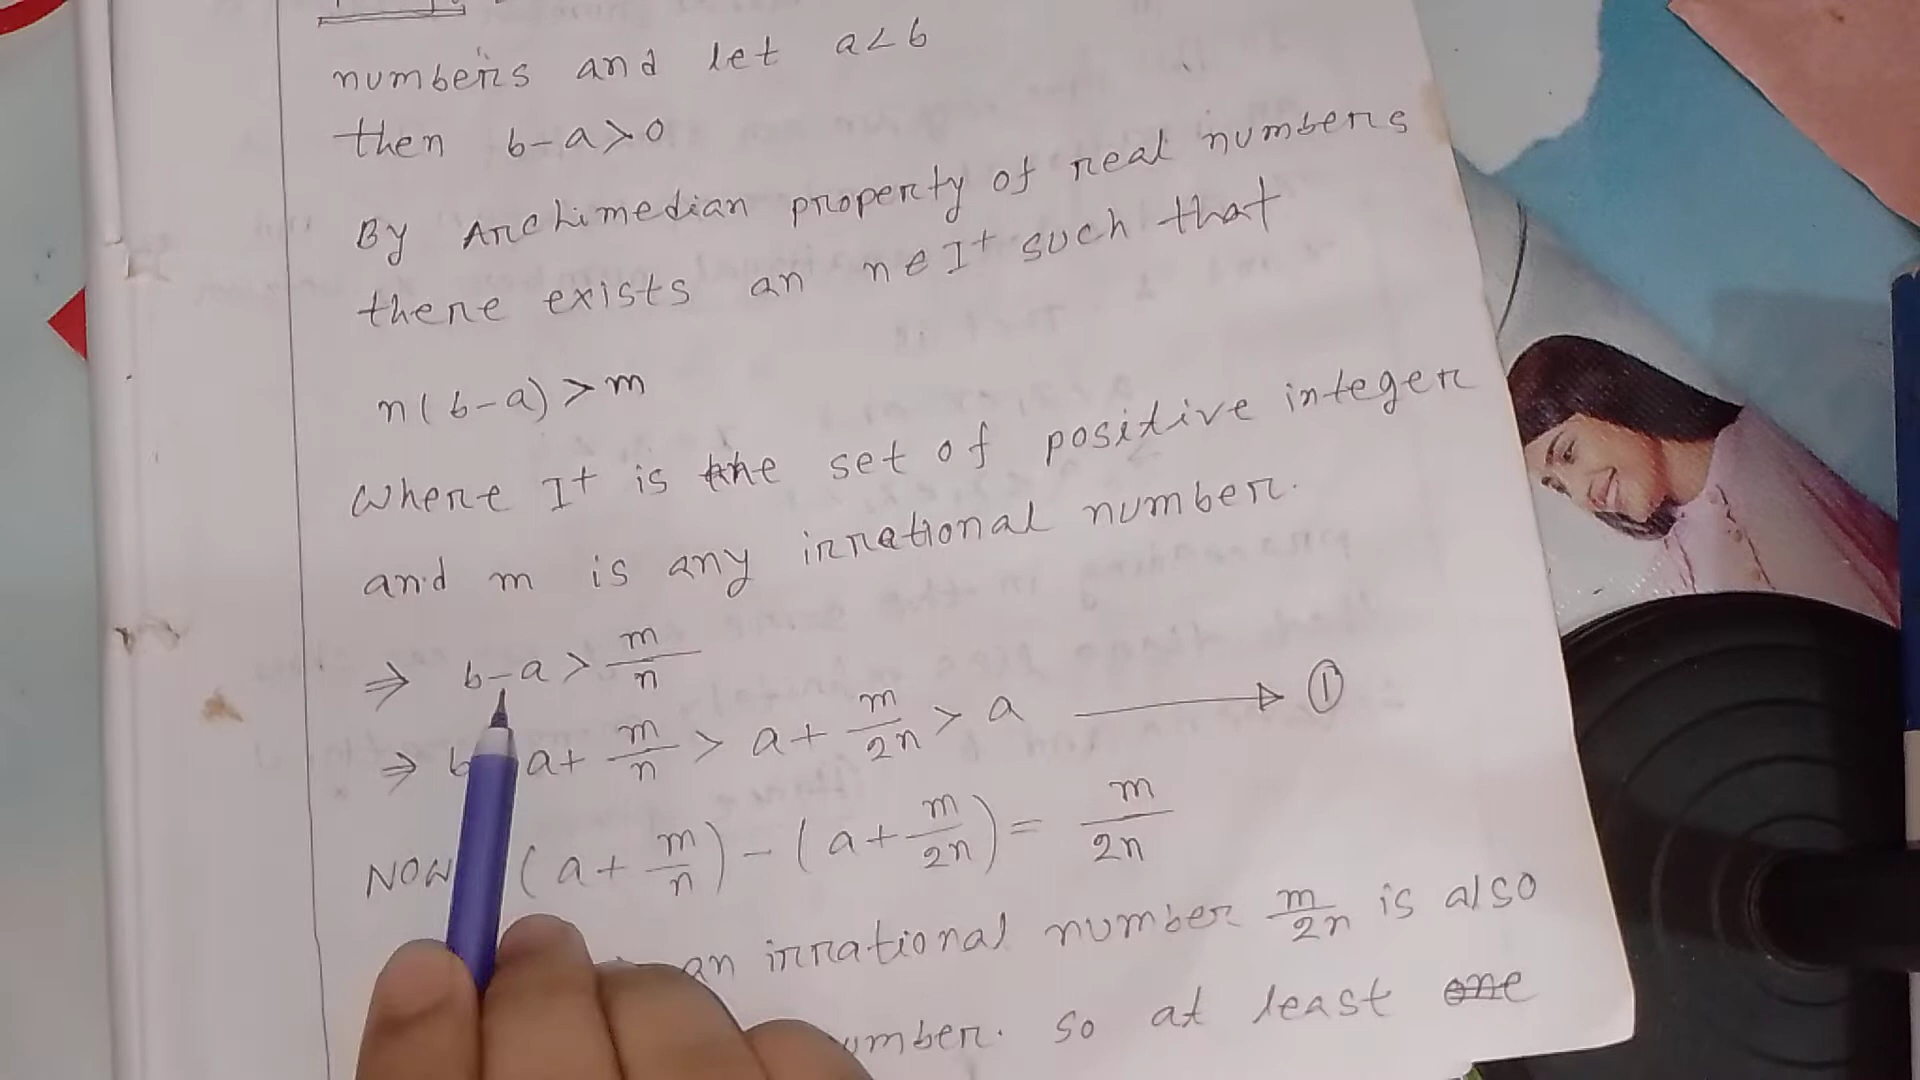 numbers and let a<b
then b-a>0
By Archimedian property of real numbers
there exists an n∈I⁺ such that
n(b-a)>m
Where I⁺ is the set of positive integer
and m is any irrational number.
⇒ b-a > m/n
⇒ b a + m/n > a + m/2n > a ⟶ ①
NOW (a + m/n) - (a + m/2n) = m/2n
an irrational number m/2n is also
so at least one